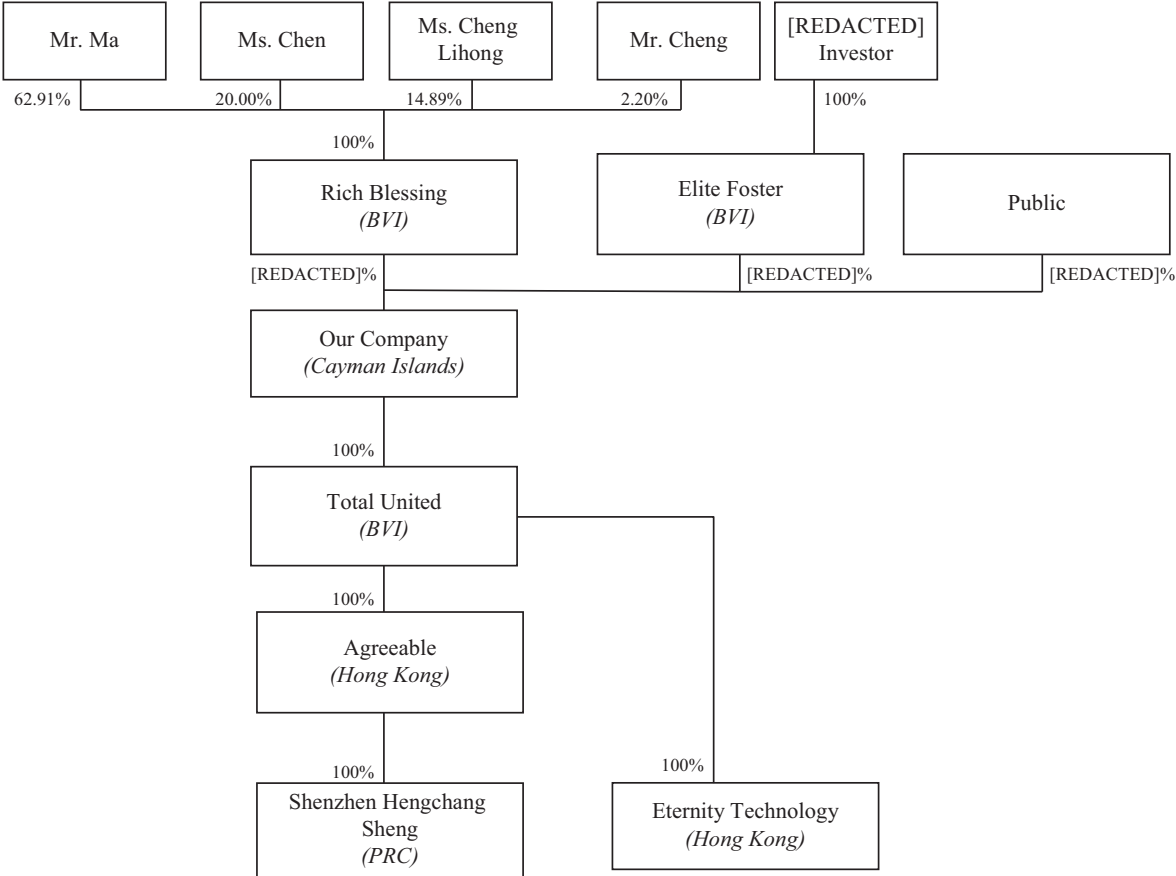 Mr. Ma
Ms. Chen
Ms. Cheng
Lihong
Mr. Cheng
[REDACTED]
Investor
62.91%
20.00%
14.89%
2.20%
100%
100%
Rich Blessing
(BVI)
Elite Foster
(BVI)
Public
[REDACTED]%
[REDACTED]%
[REDACTED]%
Our Company
(Cayman Islands)
100%
Total United
(BVI)
100%
Agreeable
(Hong Kong)
100%
100%
Shenzhen Hengchang
Sheng
(PRC)
Eternity Technology
(Hong Kong)